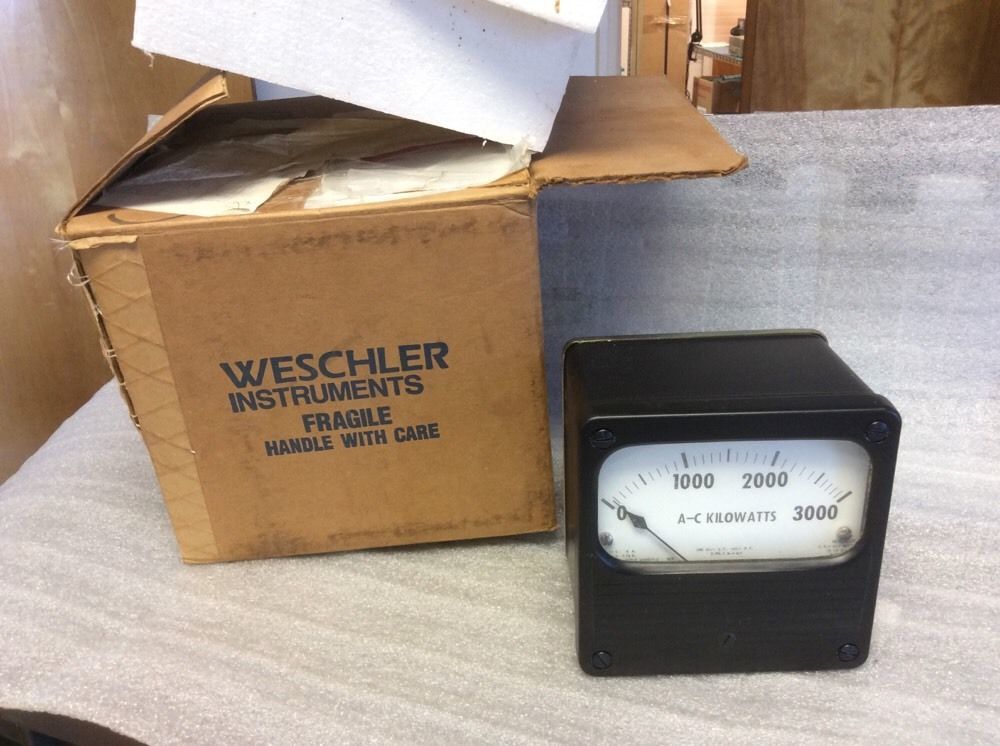 WESCHLER
INSTRUMENTS
FRAGILE
HANDLE WITH CARE
1000 2000
0 A-C KILOWATTS 3000